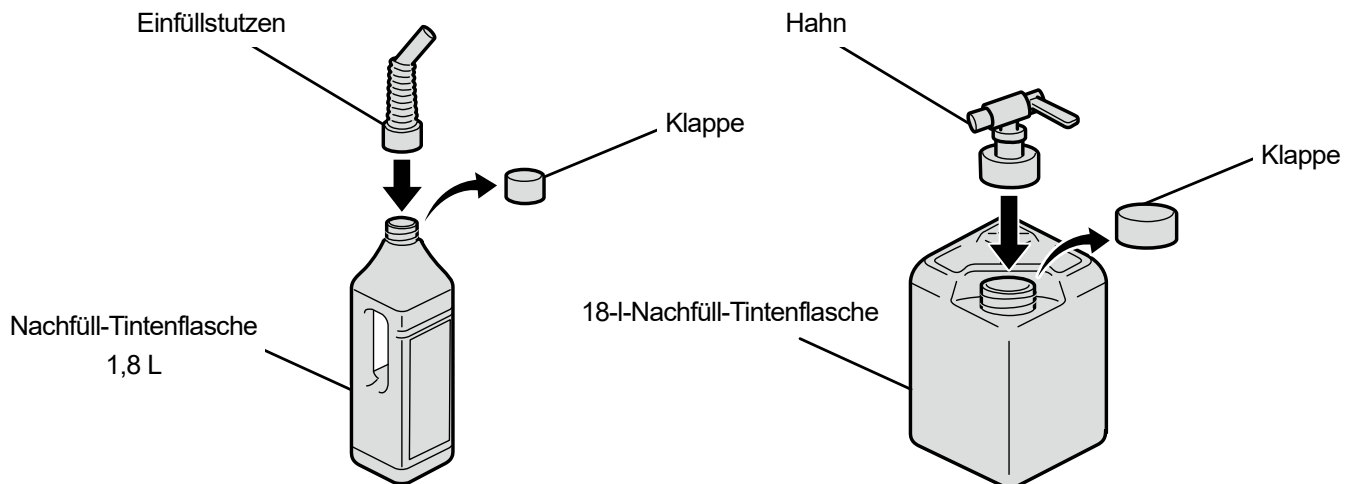 Einfüllstutzen
Hahn
Klappe
Klappe
Nachfüll-Tintenflasche
1,8 L
18-l-Nachfüll-Tintenflasche